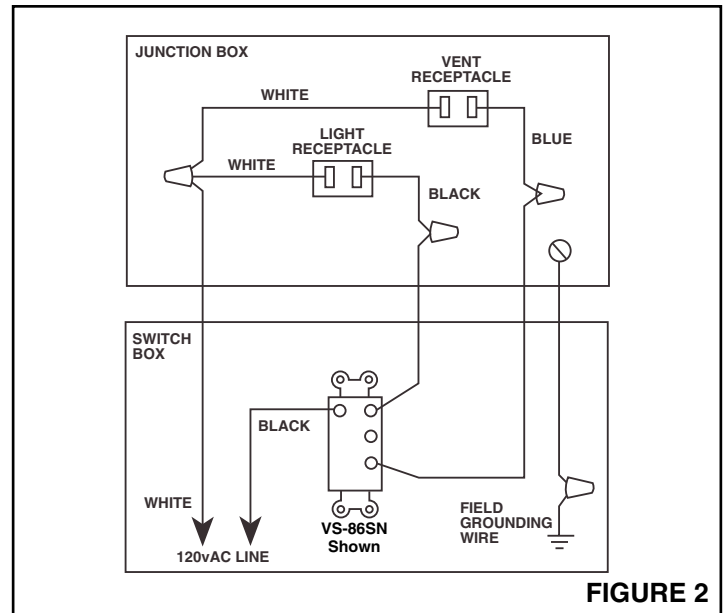 JUNCTION BOX
VENT
RECEPTACLE
WHITE
BLUE
LIGHT
RECEPTACLE
WHITE
BLACK
SWITCH
BOX
BLACK
WHITE
FIELD
GROUNDING
WIRE
VS-86SN
Shown
120vAC LINE
FIGURE 2